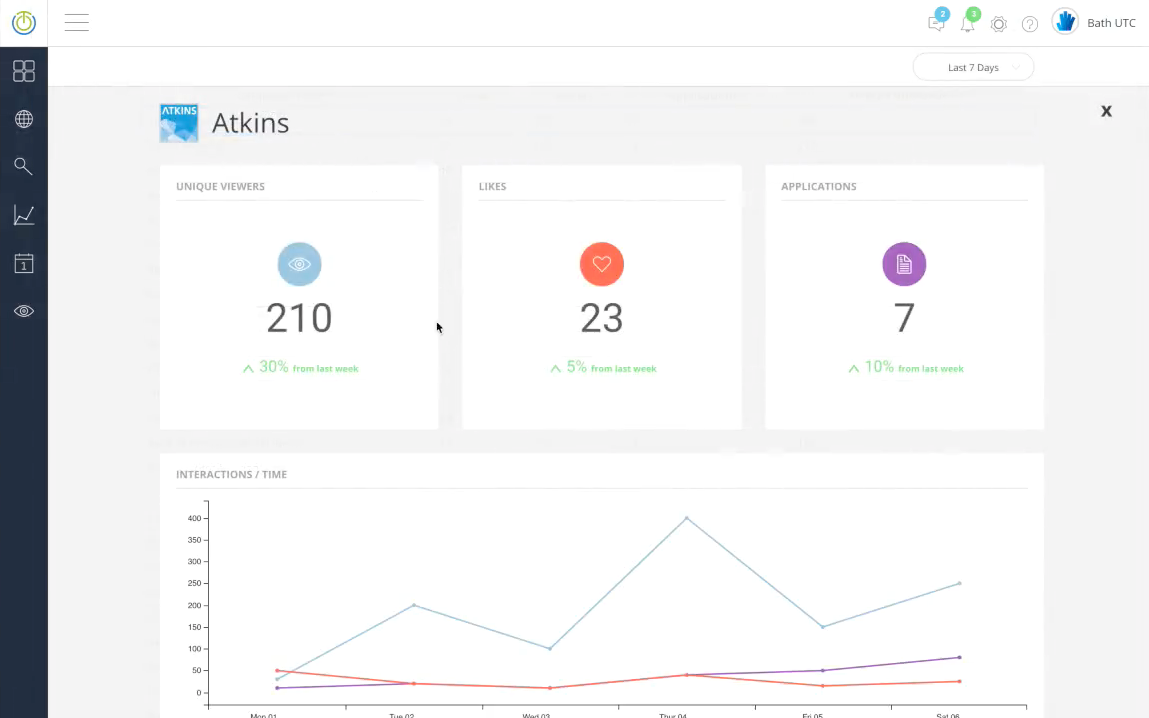 2
3
Bath UTC
Last 7 Days
ATKINS
Atkins
X
UNIQUE VIEWERS
LIKES
APPLICATIONS
1
210
23
7
30% from last week
5% from last week
10% from last week
INTERACTIONS / TIME
400
350
300
250
200
150
100
50
0
Mon 01
Tue 02
Wed 03
Thur 04
Fri 05
Sat 06